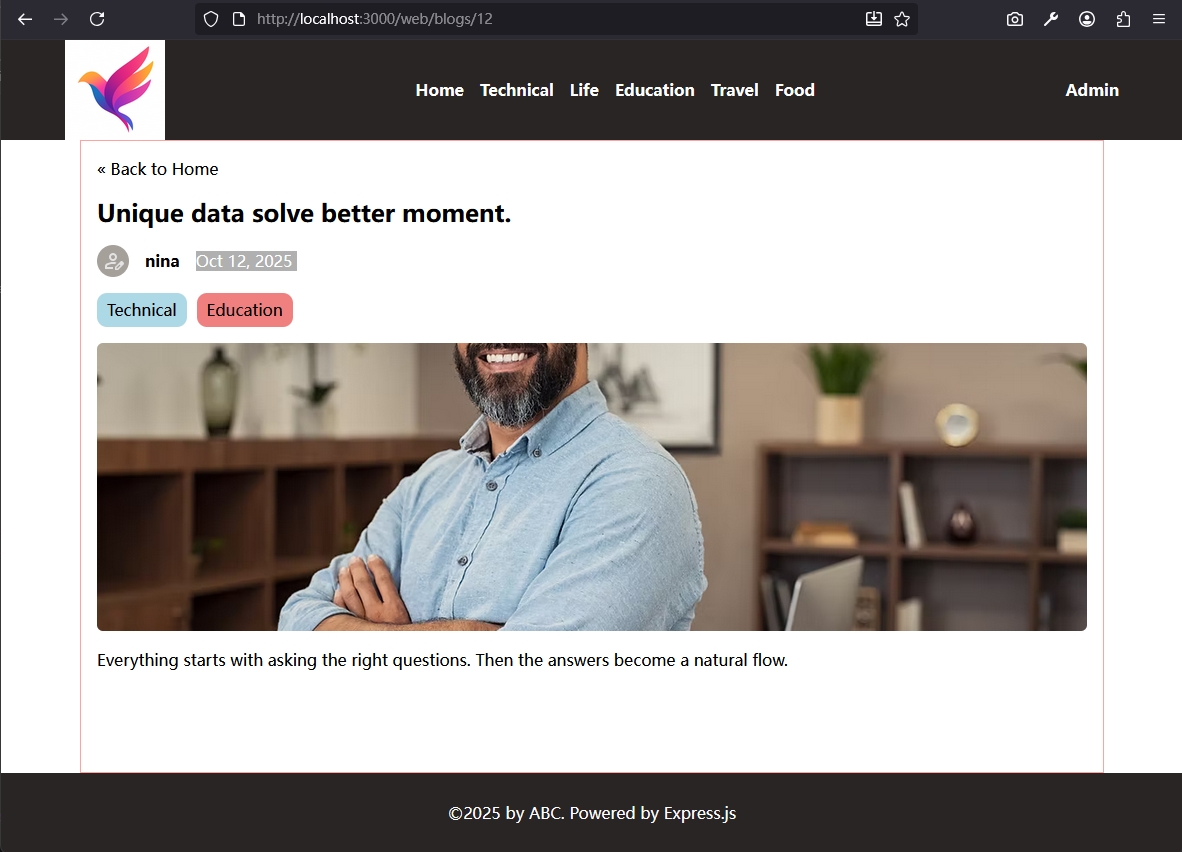 http://localhost:3000/web/blogs/12
Home Technical Life Education Travel Food Admin
« Back to Home
Unique data solve better moment.
nina Oct 12, 2025
Technical Education
Everything starts with asking the right questions. Then the answers become a natural flow.
©2025 by ABC. Powered by Express.js